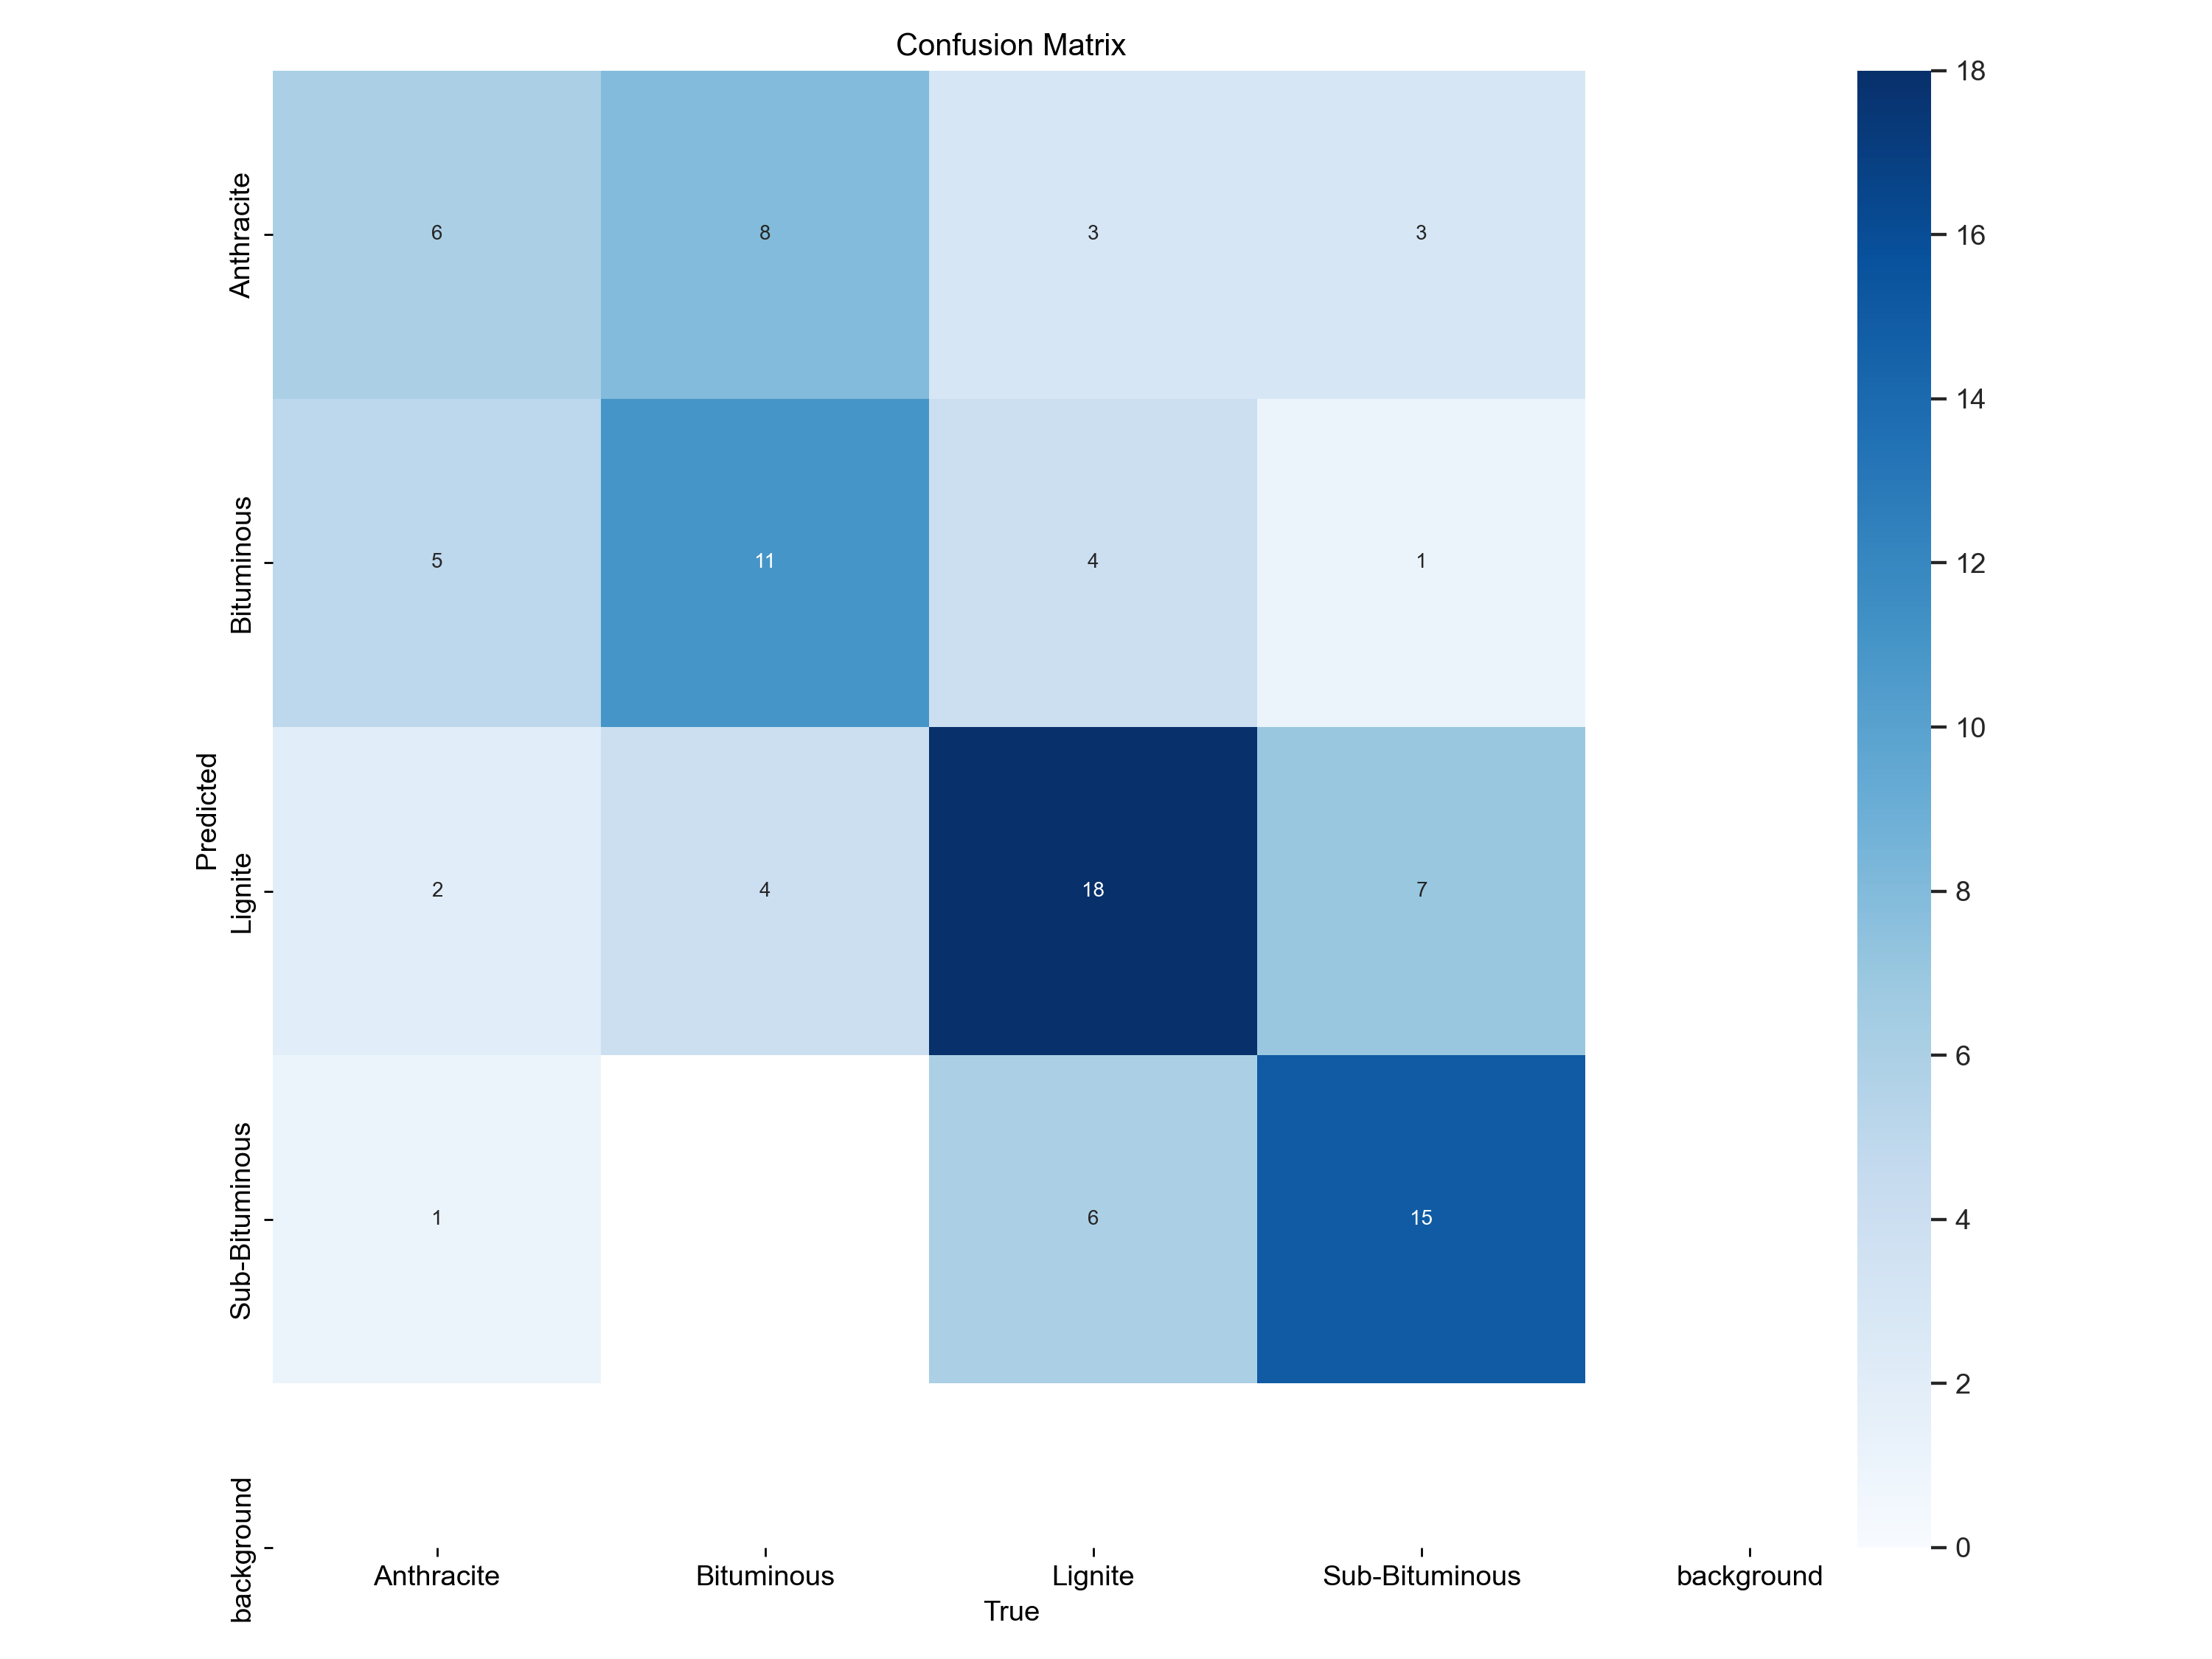 Confusion Matrix
Anthracite
6 8 3 3
Bituminous
5 11 4 1
Lignite
2 4 18 7
Sub-Bituminous
1 6 15
background
Predicted
Anthracite Bituminous Lignite Sub-Bituminous background
True
18
16
14
12
10
8
6
4
2
0